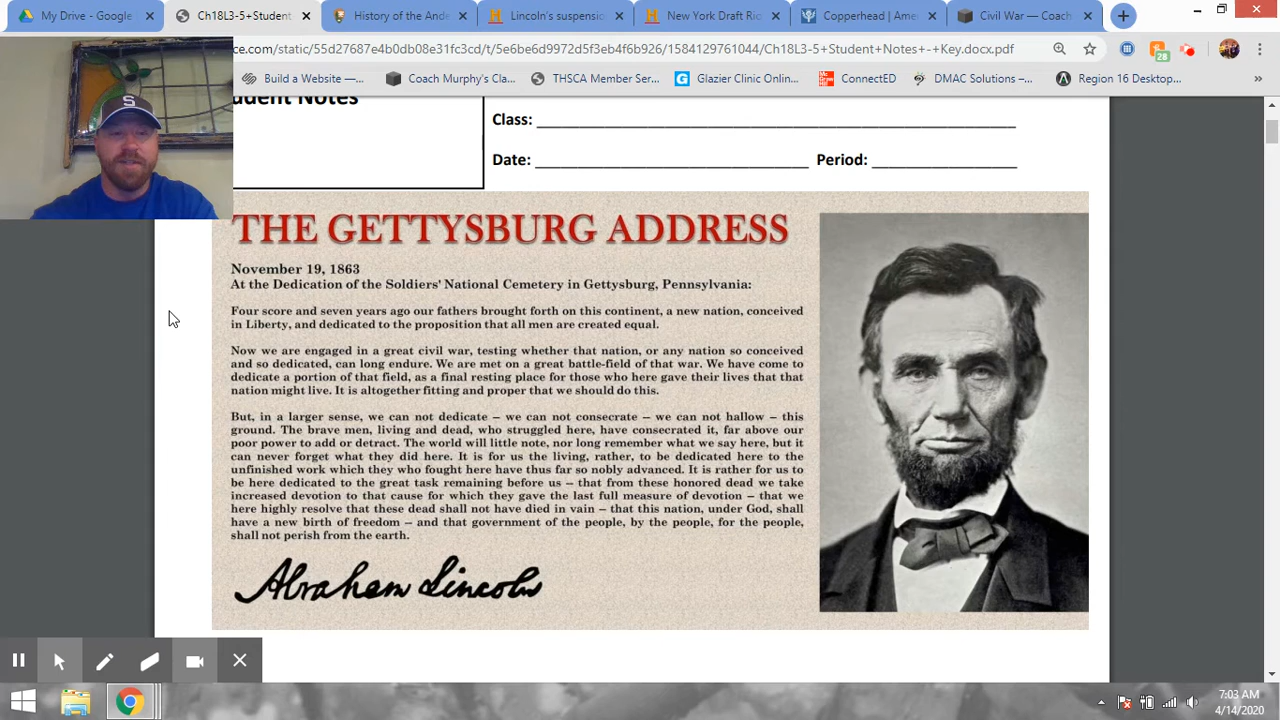 My Drive - Google
Ch18L3-5+Student
History of the Ande
Lincoln's suspensio
New York Draft Rio
Copperhead | Ame
Civil War — Coach
ce.com/static/55d27687e4b0db08e31fc3cd/t/5e6be6d9972d5f3eb4f6b926/1584129761044/Ch18L3-5+Student+Notes+-+Key.docx.pdf
28
Build a Website —...
Coach Murphy's Cla...
THSCA Member Ser...
Glazier Clinic Onlin...
ConnectED
DMAC Solutions –...
Region 16 Desktop...
»
S
udent Notes
Class:
Date: Period:
THE GETTYSBURG ADDRESS
November 19, 1863
At the Dedication of the Soldiers' National Cemetery in Gettysburg, Pennsylvania:
Four score and seven years ago our fathers brought forth on this continent, a new nation, conceived
in Liberty, and dedicated to the proposition that all men are created equal.
Now we are engaged in a great civil war, testing whether that nation, or any nation so conceived
and so dedicated, can long endure. We are met on a great battle-field of that war. We have come to
dedicate a portion of that field, as a final resting place for those who here gave their lives that that
nation might live. It is altogether fitting and proper that we should do this.
But, in a larger sense, we can not dedicate – we can not consecrate – we can not hallow – this
ground. The brave men, living and dead, who struggled here, have consecrated it, far above our
poor power to add or detract. The world will little note, nor long remember what we say here, but it
can never forget what they did here. It is for us the living, rather, to be dedicated here to the
unfinished work which they who fought here have thus far so nobly advanced. It is rather for us to
be here dedicated to the great task remaining before us – that from these honored dead we take
increased devotion to that cause for which they gave the last full measure of devotion – that we
here highly resolve that these dead shall not have died in vain – that this nation, under God, shall
have a new birth of freedom – and that government of the people, by the people, for the people,
shall not perish from the earth.
Abraham Lincoln
7:03 AM
4/14/2020